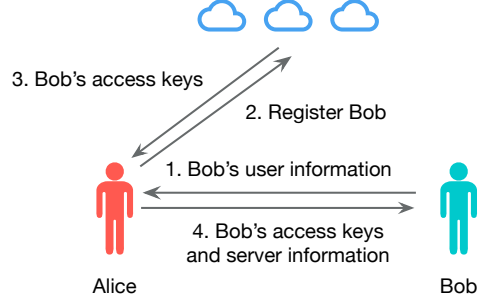 3. Bob's access keys
2. Register Bob
1. Bob's user information
4. Bob's access keys
and server information
Alice
Bob